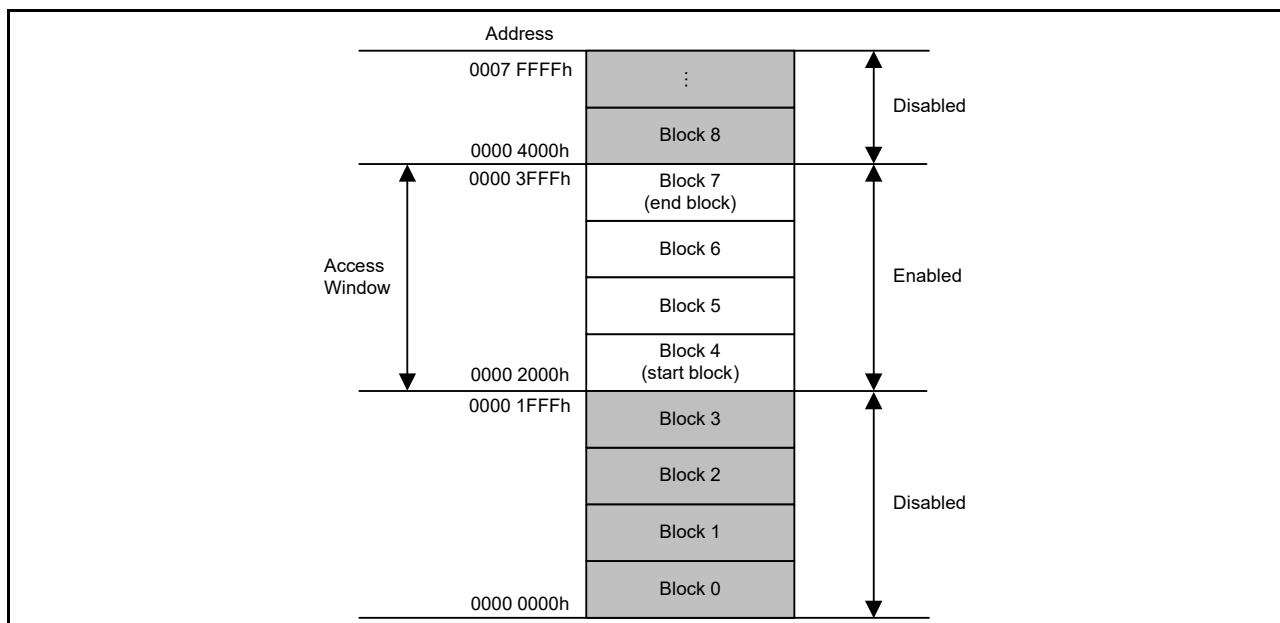 Address
0007 FFFFh
⋮
Disabled
Block 8
0000 4000h
0000 3FFFh
Block 7
(end block)
Block 6
Access
Window
Enabled
Block 5
Block 4
(start block)
0000 2000h
0000 1FFFh
Block 3
Block 2
Disabled
Block 1
Block 0
0000 0000h